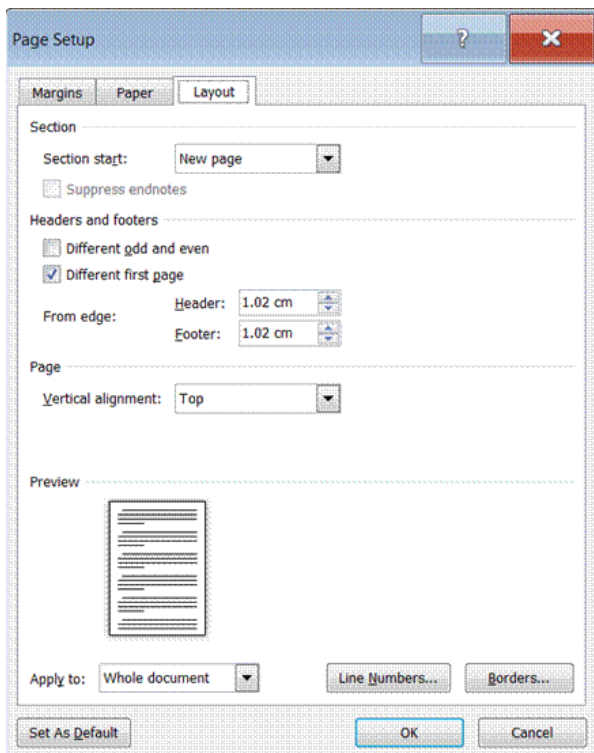 Page Setup
Margins Paper Layout
Section
Section start: New page
Suppress endnotes
Headers and footers
Different odd and even
Different first page
Header: 1.02 cm
From edge:
Footer: 1.02 cm
Page
Vertical alignment: Top
Preview
Apply to: Whole document Line Numbers... Borders...
Set As Default OK Cancel